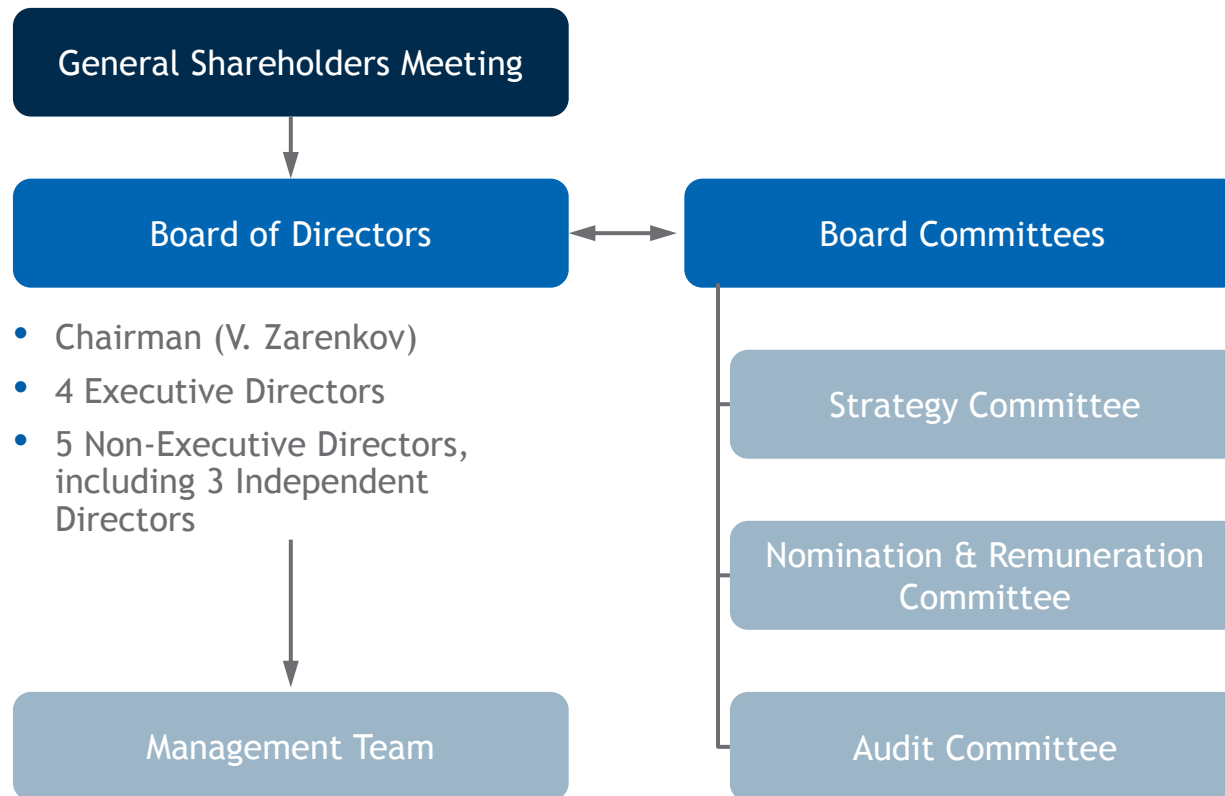 General Shareholders Meeting
Board of Directors
Board Committees
• Chairman (V. Zarenkov)
• 4 Executive Directors
• 5 Non-Executive Directors,
including 3 Independent
Directors
Strategy Committee
Nomination & Remuneration
Committee
Management Team
Audit Committee